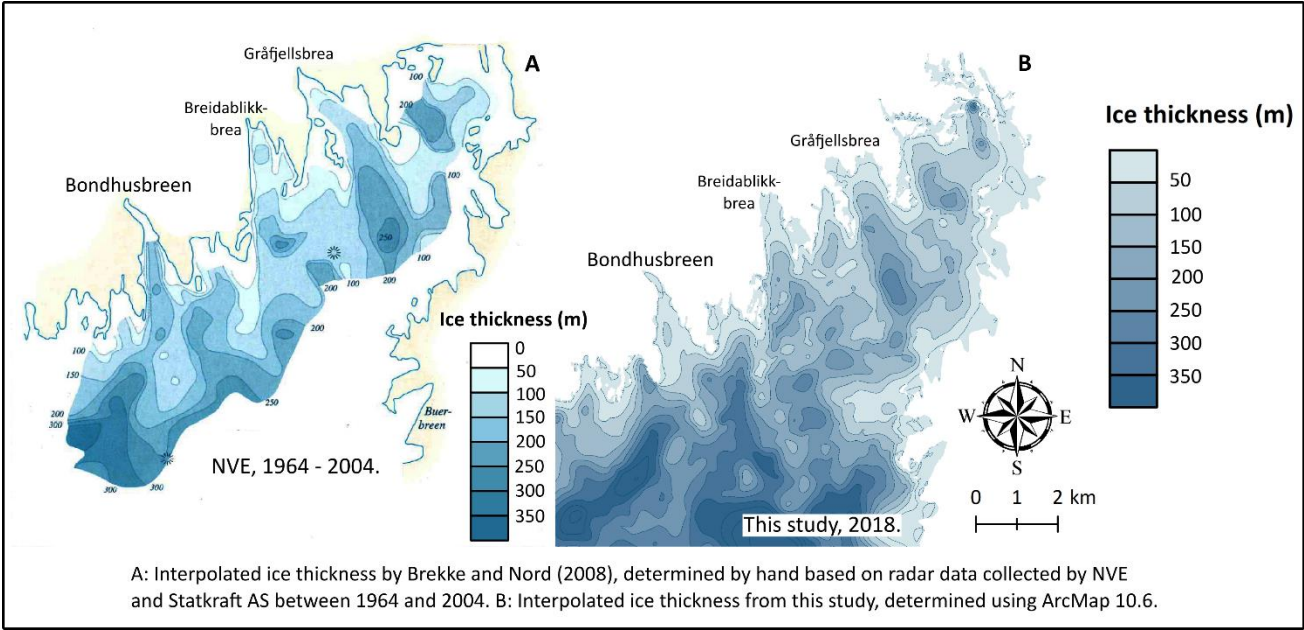 A
Gråfjellsbrea
Breidablikk-
brea
Bondhusbreen
100
200
100
250
100
200
200
100
200
250
100
150
200
300
300
300
Buer-
breen
NVE, 1964 - 2004.
Ice thickness (m)
0
50
100
150
200
250
300
350
B
Gråfjellsbrea
Breidablikk-
brea
Bondhusbreen
This study, 2018.
Ice thickness (m)
50
100
150
200
250
300
350
N
W E
S
0 1 2 km
A: Interpolated ice thickness by Brekke and Nord (2008), determined by hand based on radar data collected by NVE
and Statkraft AS between 1964 and 2004. B: Interpolated ice thickness from this study, determined using ArcMap 10.6.